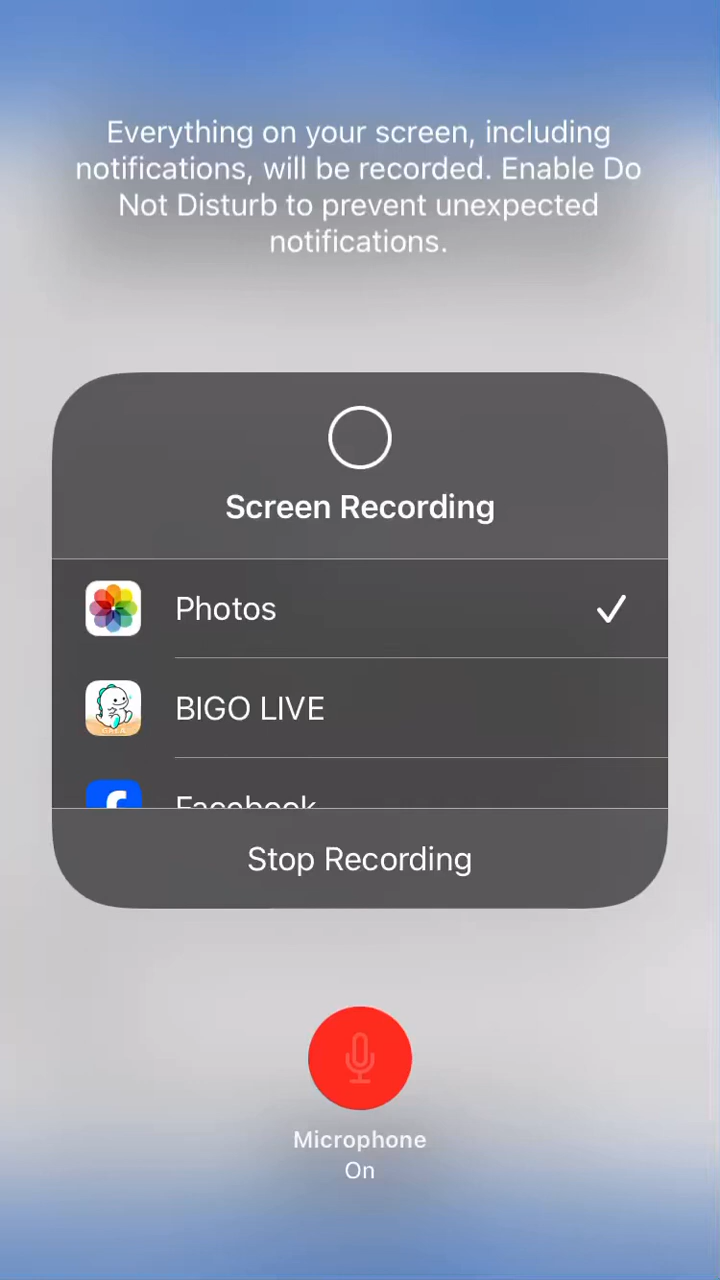 Everything on your screen, including
notifications, will be recorded. Enable Do
Not Disturb to prevent unexpected
notifications.
Screen Recording
Photos
BIGO LIVE
Facebook
Stop Recording
Microphone
On